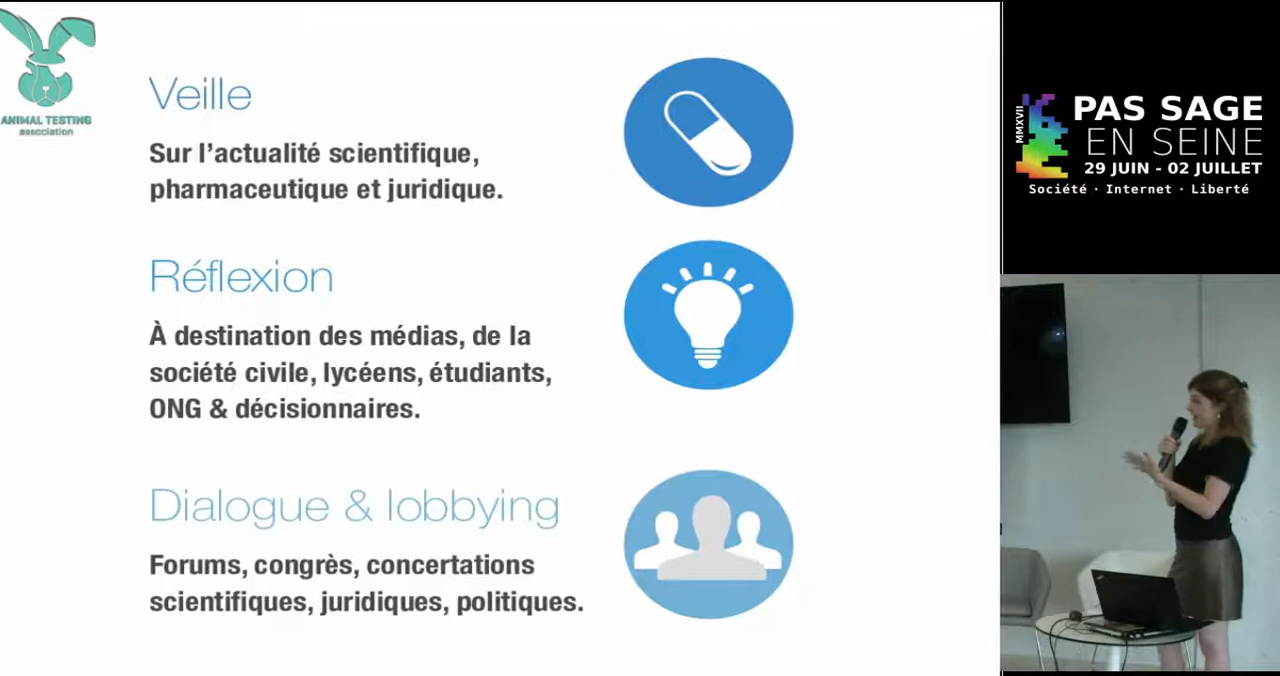 ANIMAL TESTING
association
Veille
Sur l’actualité scientifique,
pharmaceutique et juridique.
Réflexion
À destination des médias, de la
société civile, lycéens, étudiants,
ONG & décisionnaires.
Dialogue & lobbying
Forums, congrès, concertations
scientifiques, juridiques, politiques.
MMXVII
PAS SAGE
EN SEINE
29 JUIN - 02 JUILLET
Société · Internet · Liberté